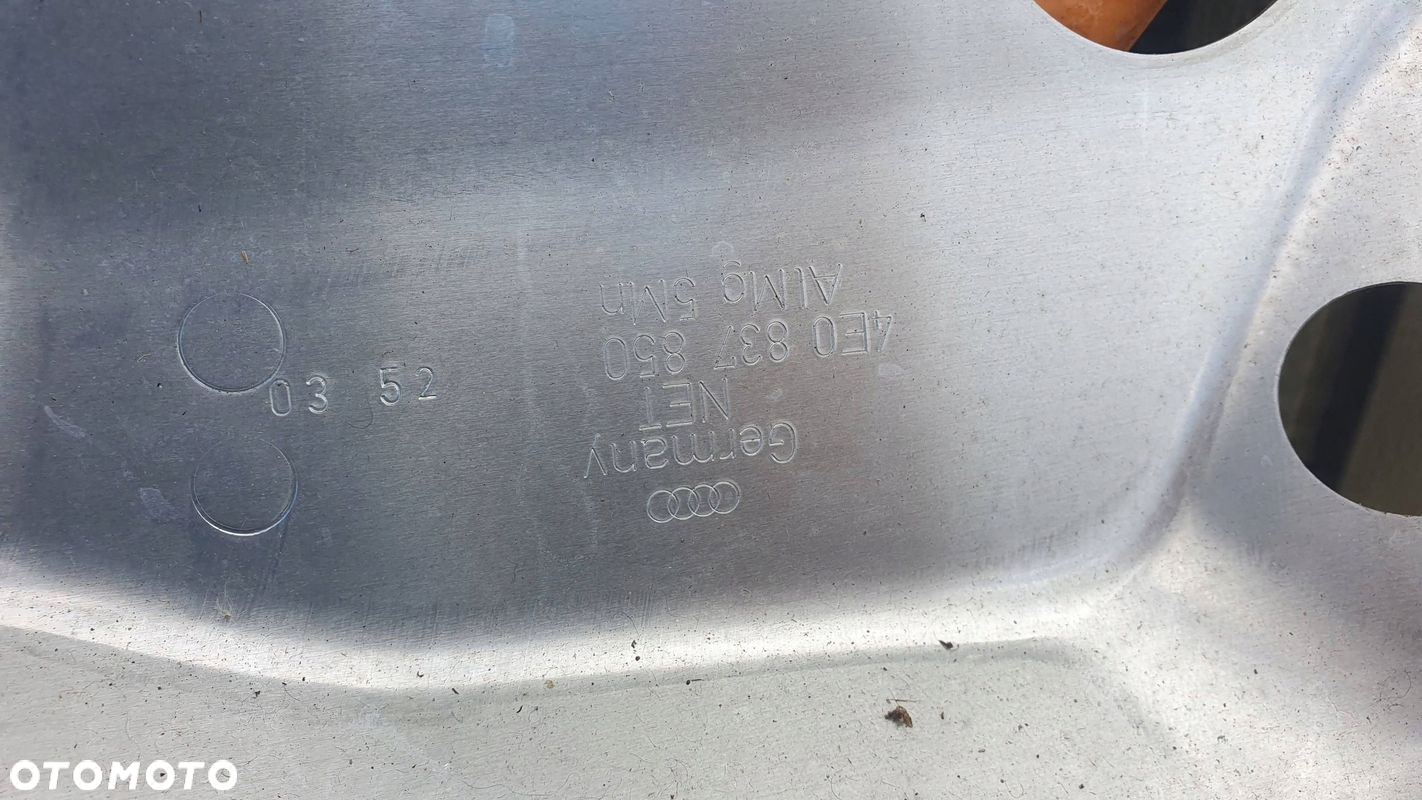 Germany
NET
4E0 837 850
AlMg 5Mn
03 52
OTOMOTO